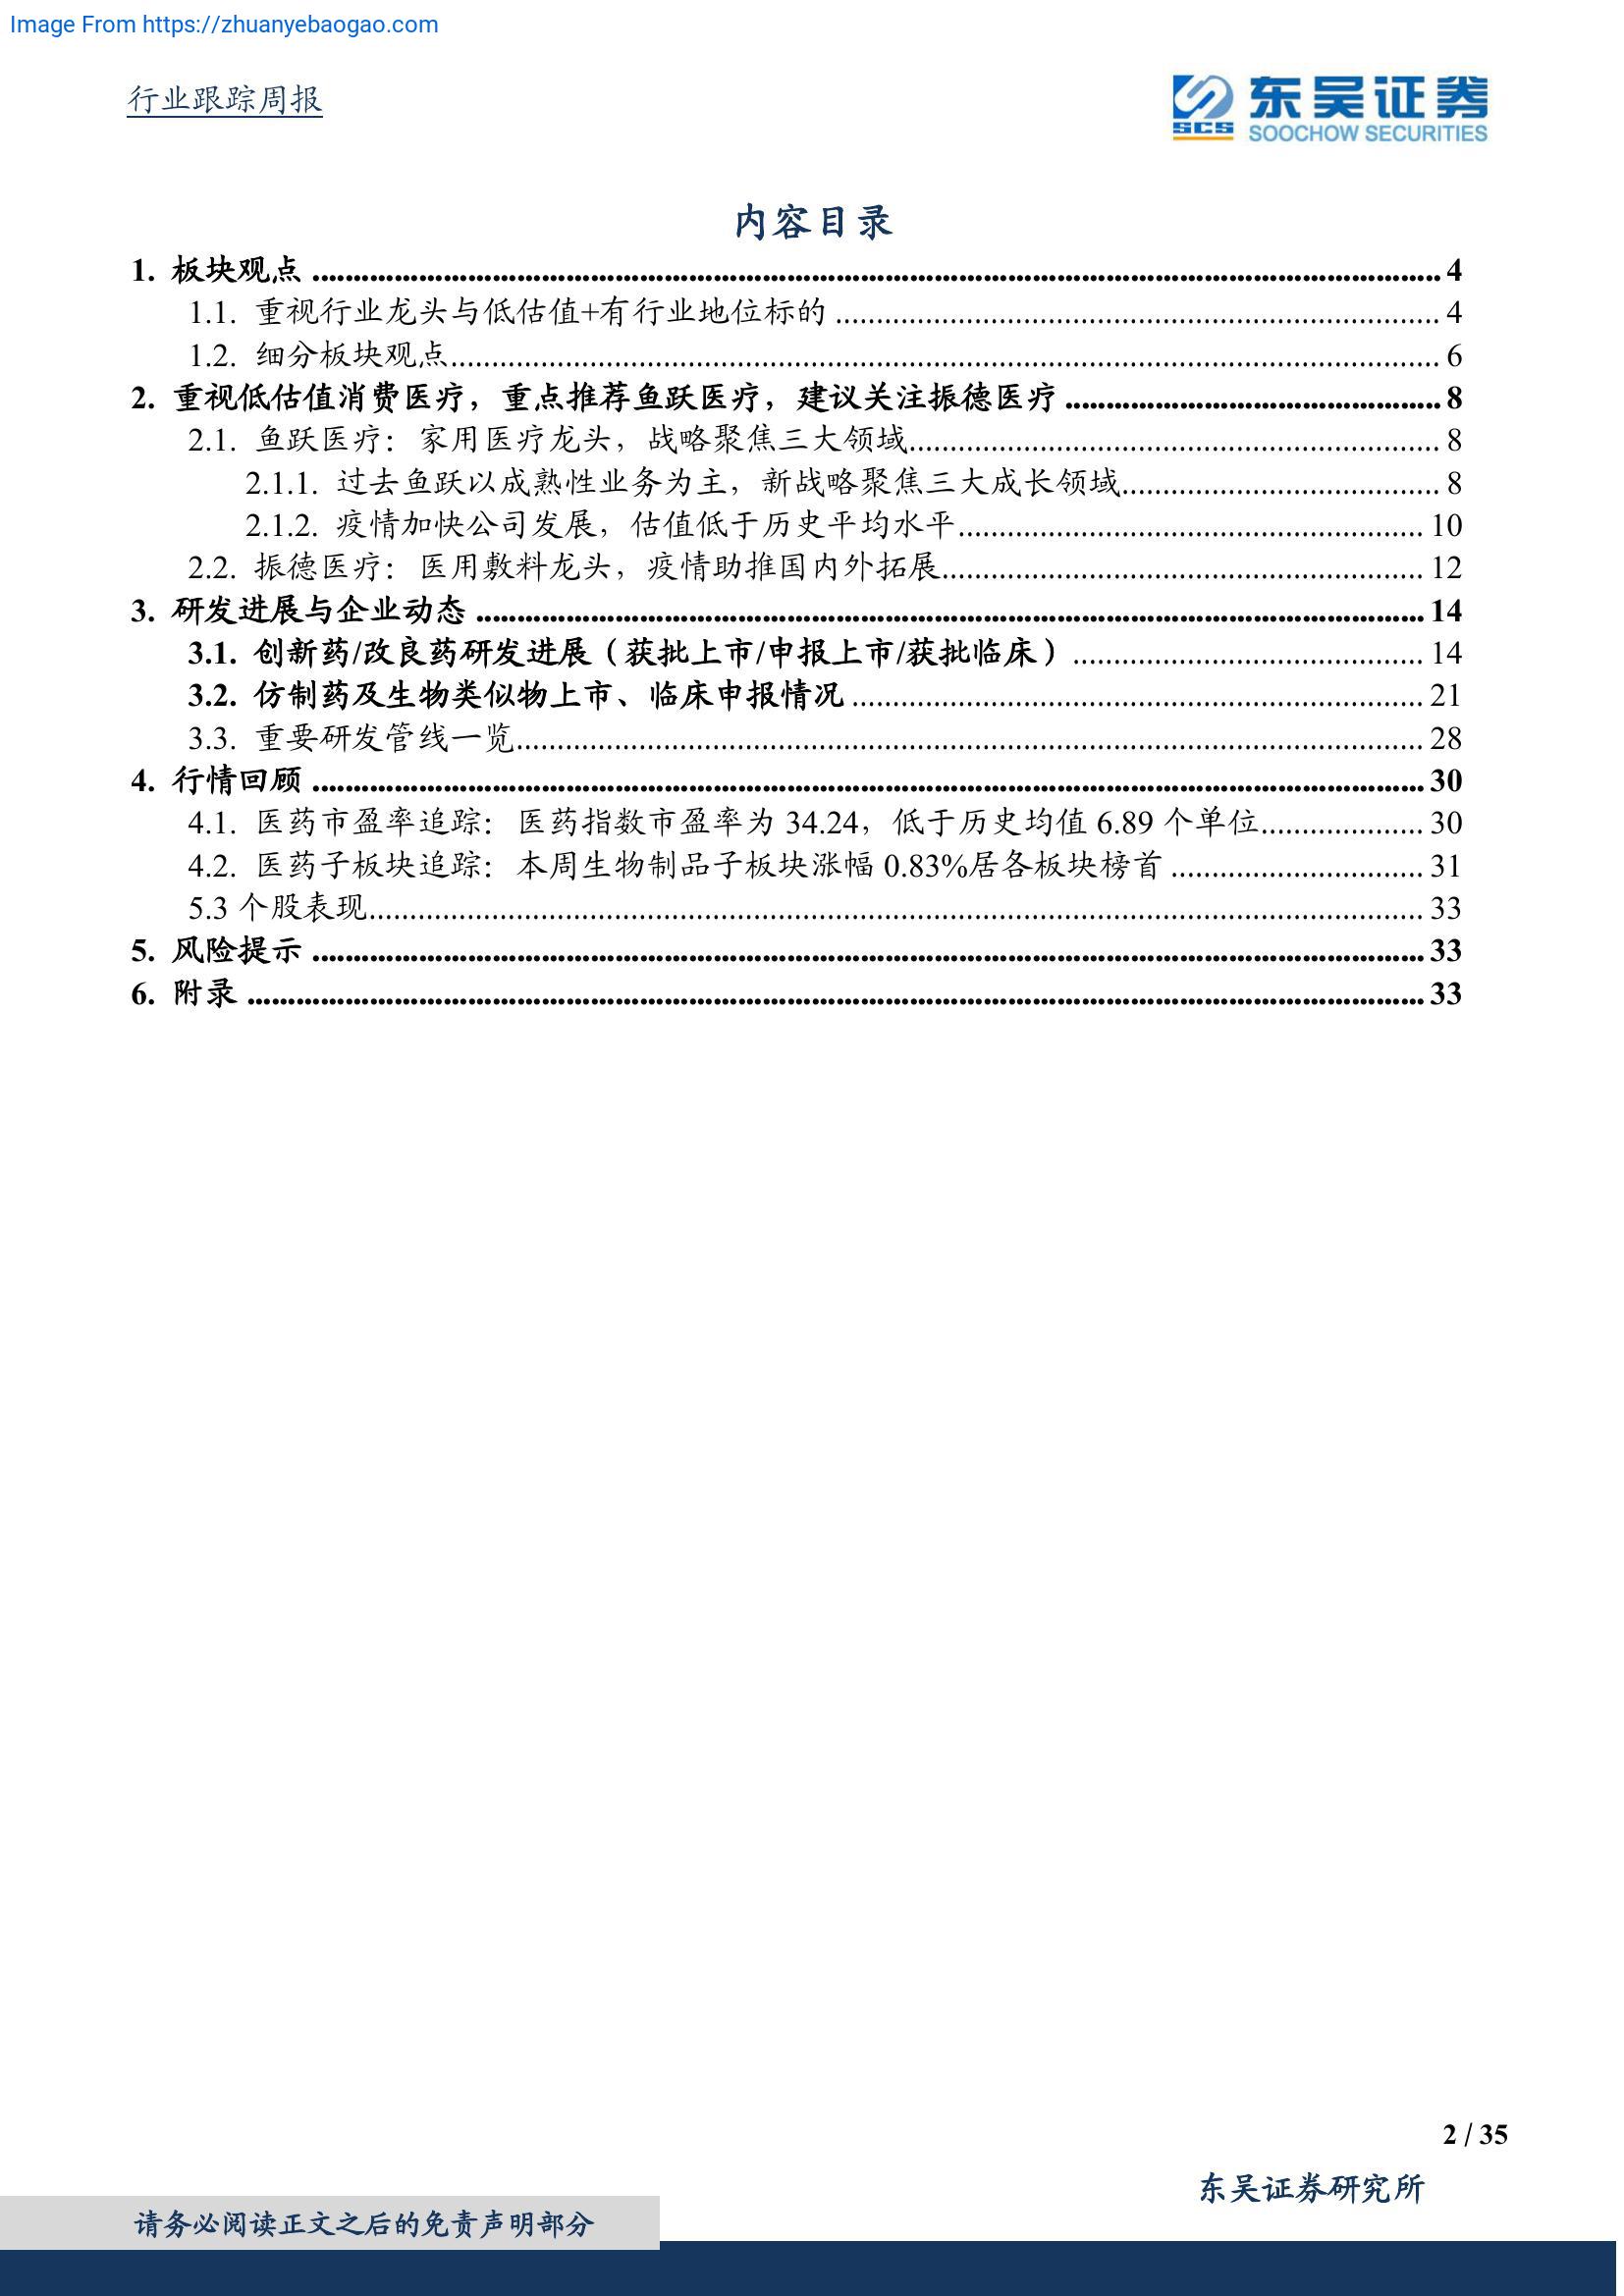 Image From https://zhuanyebaogao.com
行业跟踪周报
东吴证券
SCS
SOOCHOW SECURITIES
内容目录
1. 板块观点 ........ 4
1.1. 重视行业龙头与低估值+有行业地位标的 ........ 4
1.2. 细分板块观点........ 6
2. 重视低估值消费医疗，重点推荐鱼跃医疗，建议关注振德医疗 ........ 8
2.1. 鱼跃医疗：家用医疗龙头，战略聚焦三大领域........ 8
2.1.1. 过去鱼跃以成熟性业务为主，新战略聚焦三大成长领域........ 8
2.1.2. 疫情加快公司发展，估值低于历史平均水平........ 10
2.2. 振德医疗：医用敷料龙头，疫情助推国内外拓展........ 12
3. 研发进展与企业动态 ........ 14
3.1. 创新药/改良药研发进展（获批上市/申报上市/获批临床） ........ 14
3.2. 仿制药及生物类似物上市、临床申报情况 ........ 21
3.3. 重要研发管线一览........ 28
4. 行情回顾 ........ 30
4.1. 医药市盈率追踪：医药指数市盈率为 34.24，低于历史均值 6.89 个单位........ 30
4.2. 医药子板块追踪：本周生物制品子板块涨幅 0.83%居各板块榜首 ........ 31
5.3 个股表现........ 33
5. 风险提示 ........ 33
6. 附录 ........ 33
2 / 35
东吴证券研究所
请务必阅读正文之后的免责声明部分